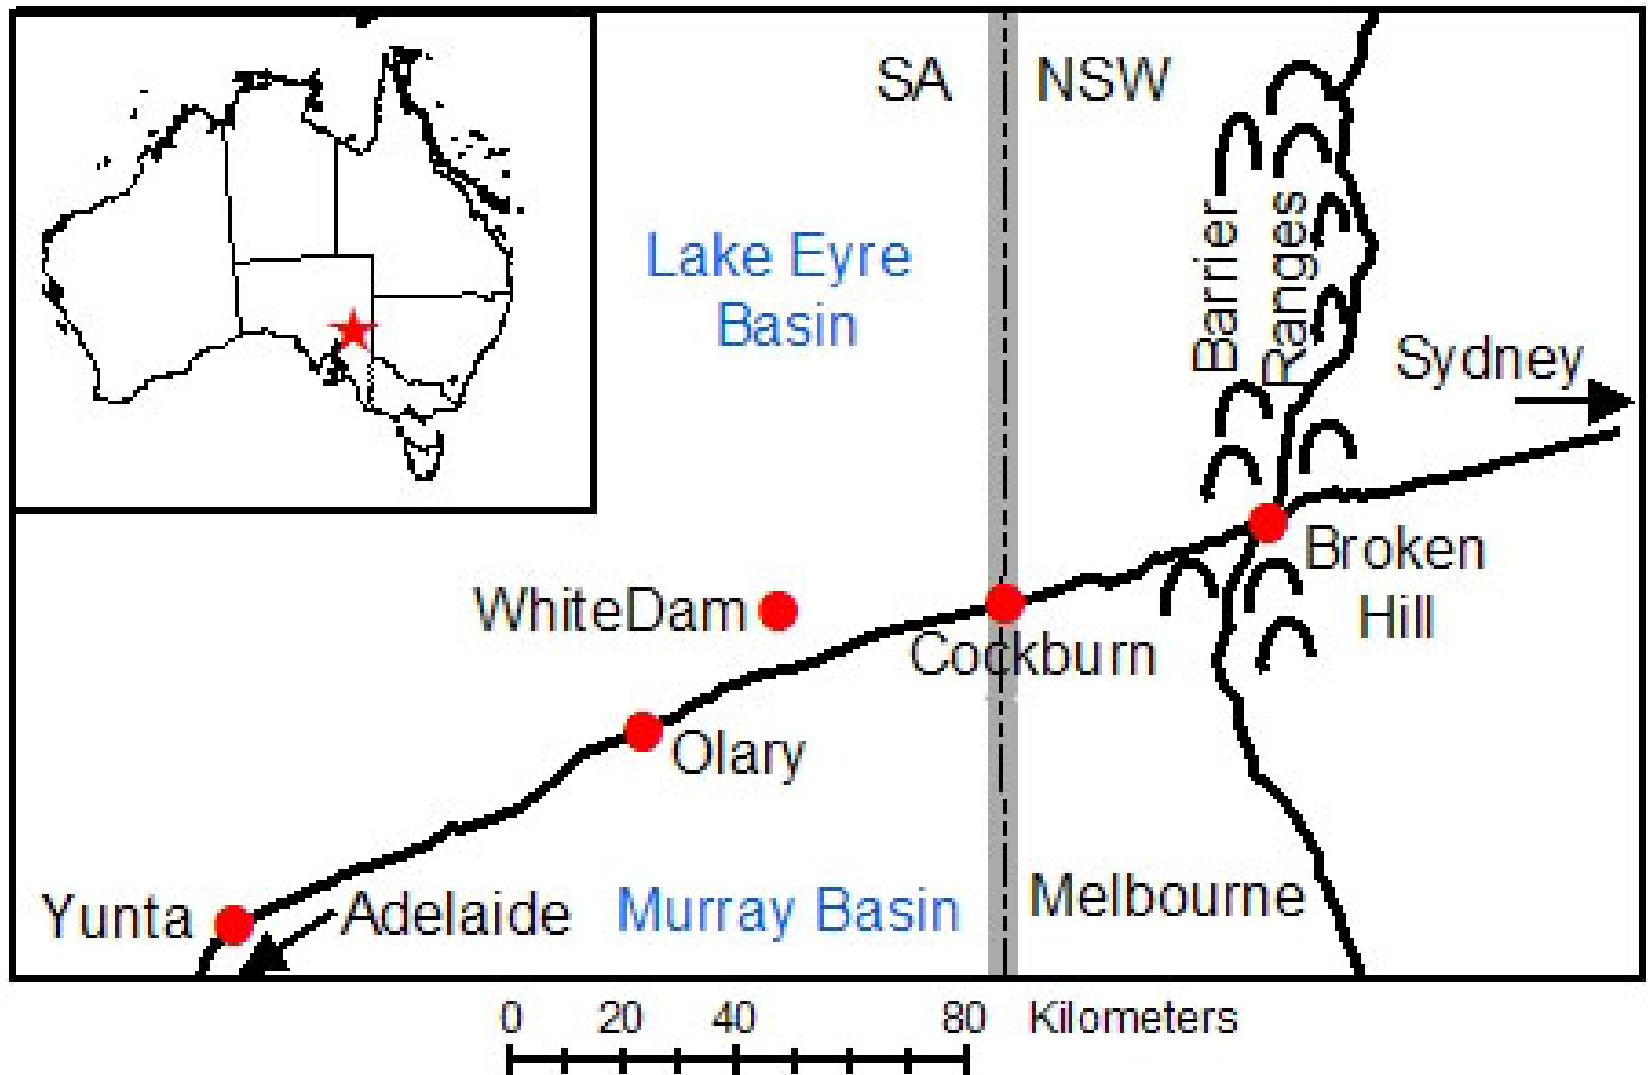 SA
NSW
Lake Eyre
Basin
Barrier
Ranges
Sydney
Broken
Hill
WhiteDam
Cockburn
Olary
Yunta
Adelaide
Murray Basin
Melbourne
0 20 40 80 Kilometers